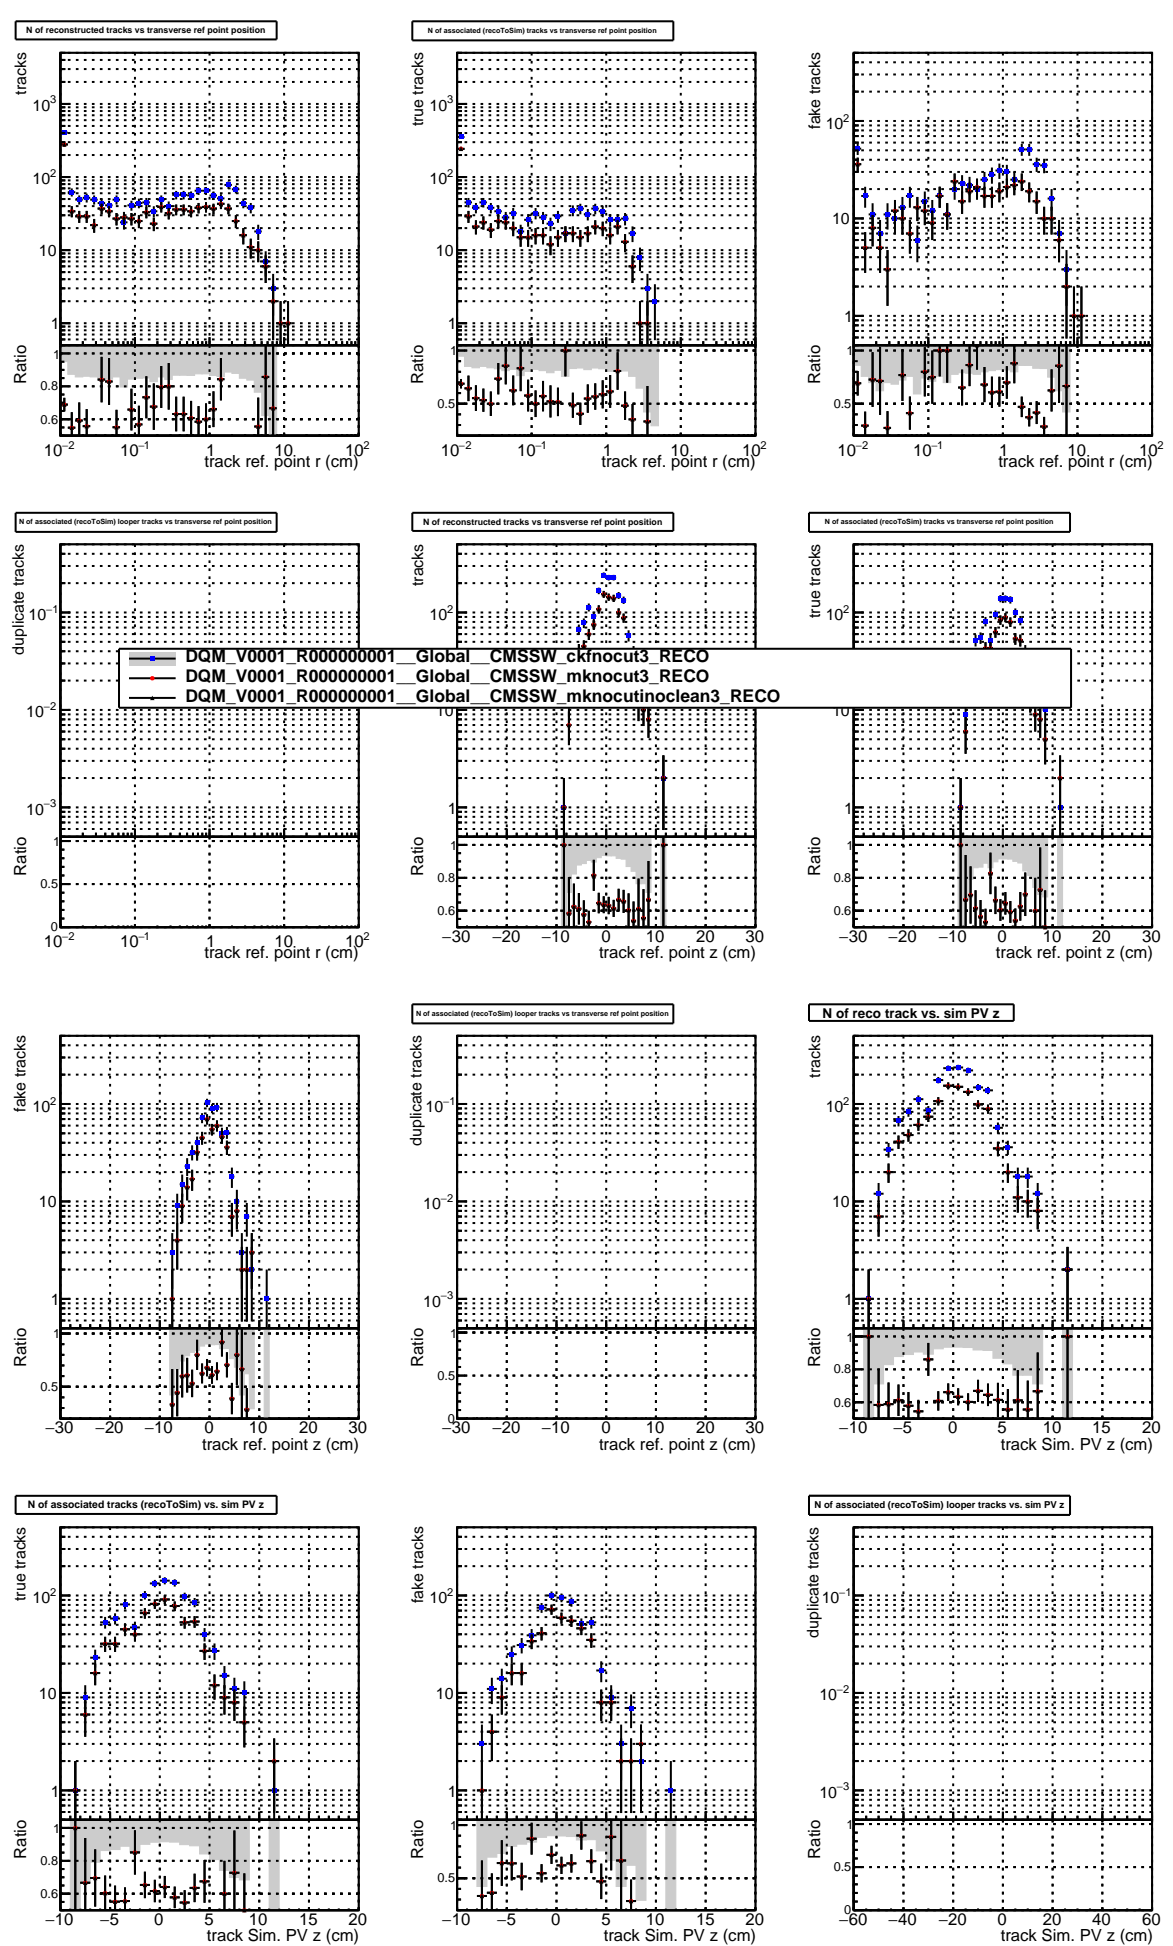 N of reconstructed tracks vs transverse ref point position
N of associated (recoToSim) tracks vs transverse ref point position
tracks
10³
10²
10
1
Ratio
1
0.8
0.6
10⁻² 10⁻¹ 1 10 10²
track ref. point r (cm)
true tracks
10³
10²
10
1
Ratio
1
0.5
10⁻² 10⁻¹ 1 10 10²
track ref. point r (cm)
fake tracks
10²
10
1
Ratio
1
0.5
10⁻² 10⁻¹ 1 10 10²
track ref. point r (cm)
N of associated (recoToSim) looper tracks vs transverse ref point position
N of reconstructed tracks vs transverse ref point position
N of associated (recoToSim) tracks vs transverse ref point position
duplicate tracks
10⁻¹
10⁻²
10⁻³
Ratio
1
0.5
0
10⁻² 10⁻¹ 1 10 10²
track ref. point r (cm)
tracks
10²
10
1
Ratio
1
0.8
0.6
−30 −20 −10 0 10 20 30
track ref. point z (cm)
true tracks
10²
10
1
Ratio
1
0.8
0.6
−30 −20 −10 0 10 20 30
track ref. point z (cm)
DQM_V0001_R000000001__Global__CMSSW_ckfnocut3_RECO
DQM_V0001_R000000001__Global__CMSSW_mknocut3_RECO
DQM_V0001_R000000001__Global__CMSSW_mknocutinoclean3_RECO
N of associated (recoToSim) looper tracks vs transverse ref point position
N of reco track vs. sim PV z
fake tracks
10²
10
1
Ratio
1
0.5
−30 −20 −10 0 10 20 30
track ref. point z (cm)
duplicate tracks
10⁻¹
10⁻²
10⁻³
Ratio
1
0.5
0
−30 −20 −10 0 10 20 30
track ref. point z (cm)
tracks
10²
10
1
Ratio
1
0.8
0.6
−10 −5 0 5 10 15 20
track Sim. PV z (cm)
N of associated tracks (recoToSim) vs. sim PV z
N of associated (recoToSim) looper tracks vs. sim PV z
true tracks
10²
10
1
Ratio
1
0.8
0.6
−10 −5 0 5 10 15 20
track Sim. PV z (cm)
fake tracks
10²
10
1
Ratio
1
0.5
−10 −5 0 5 10 15 20
track Sim. PV z (cm)
duplicate tracks
10⁻¹
10⁻²
10⁻³
Ratio
1
0.5
0
−60 −40 −20 0 20 40 60
track Sim. PV z (cm)